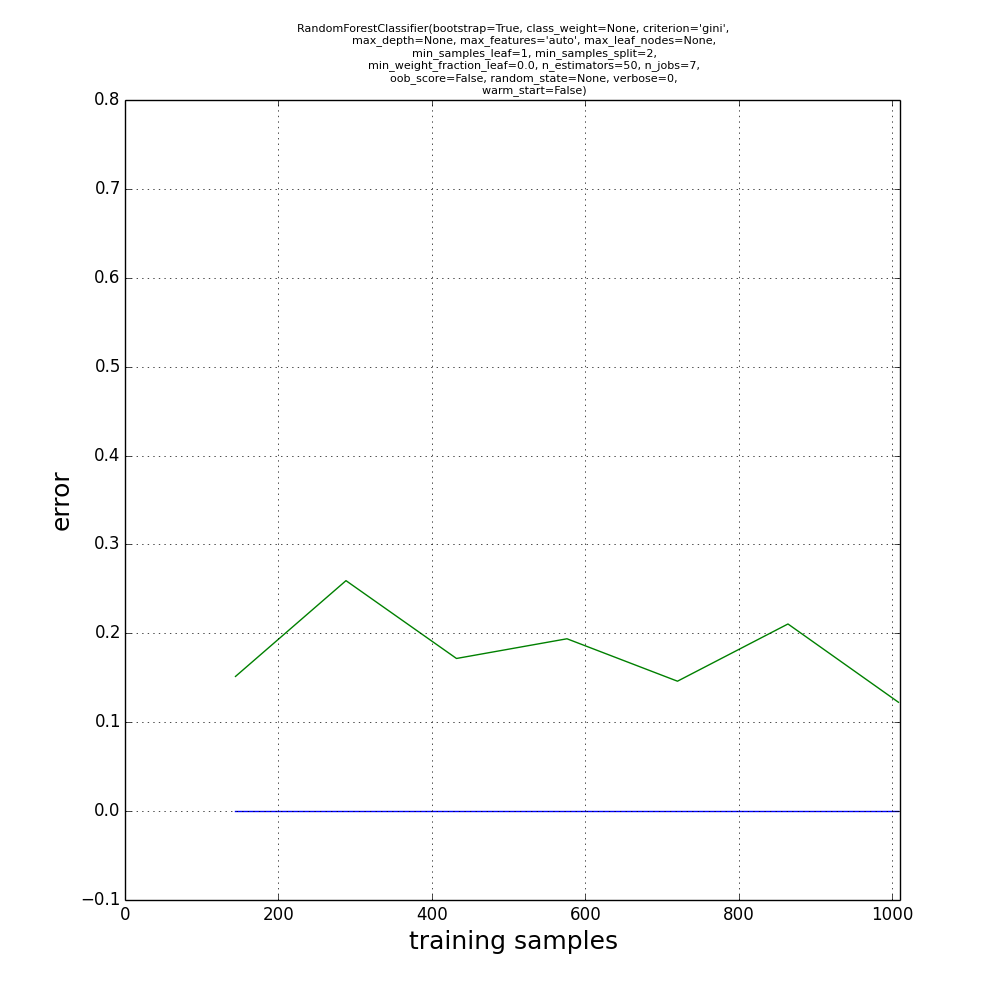 RandomForestClassifier(bootstrap=True, class_weight=None, criterion='gini',
max_depth=None, max_features='auto', max_leaf_nodes=None,
min_samples_leaf=1, min_samples_split=2,
min_weight_fraction_leaf=0.0, n_estimators=50, n_jobs=7,
oob_score=False, random_state=None, verbose=0,
warm_start=False)
0.8
0.7
0.6
0.5
0.4
0.3
0.2
0.1
0.0
−0.1
error
0 200 400 600 800 1000
training samples